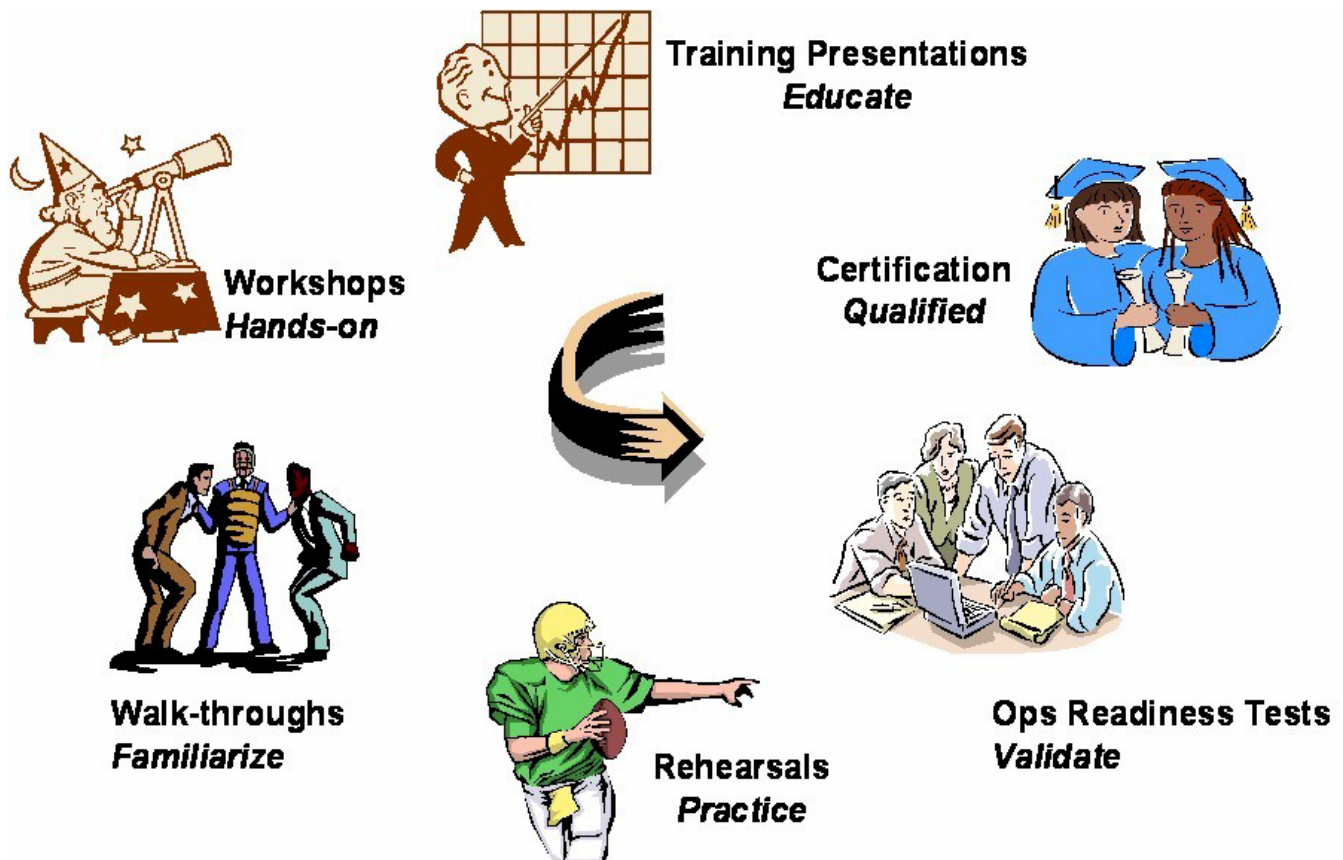 Training Presentations
Educate
Workshops
Hands-on
Walk-throughs
Familiarize
Rehearsals
Practice
Ops Readiness Tests
Validate
Certification
Qualified